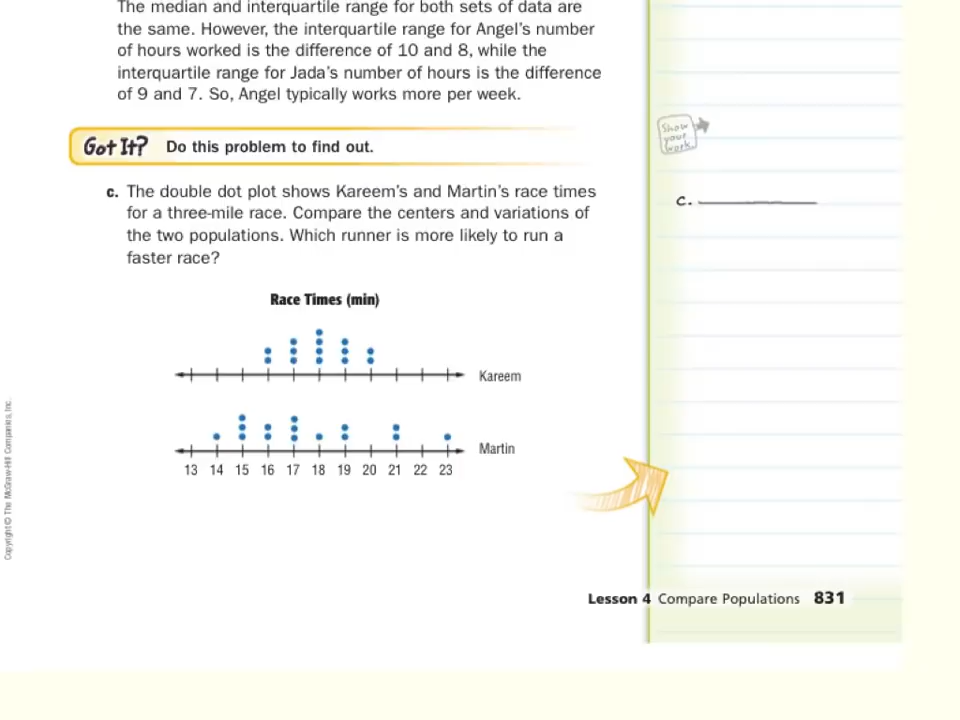 The median and interquartile range for both sets of data are
the same. However, the interquartile range for Angel's number
of hours worked is the difference of 10 and 8, while the
interquartile range for Jada's number of hours is the difference
of 9 and 7. So, Angel typically works more per week.
Got It? Do this problem to find out.
Show
your
work.
c. The double dot plot shows Kareem's and Martin's race times
for a three-mile race. Compare the centers and variations of
the two populations. Which runner is more likely to run a
faster race?
c.
Race Times (min)
Kareem
Martin
13 14 15 16 17 18 19 20 21 22 23
Copyright © The McGraw-Hill Companies, Inc.
Lesson 4 Compare Populations 831